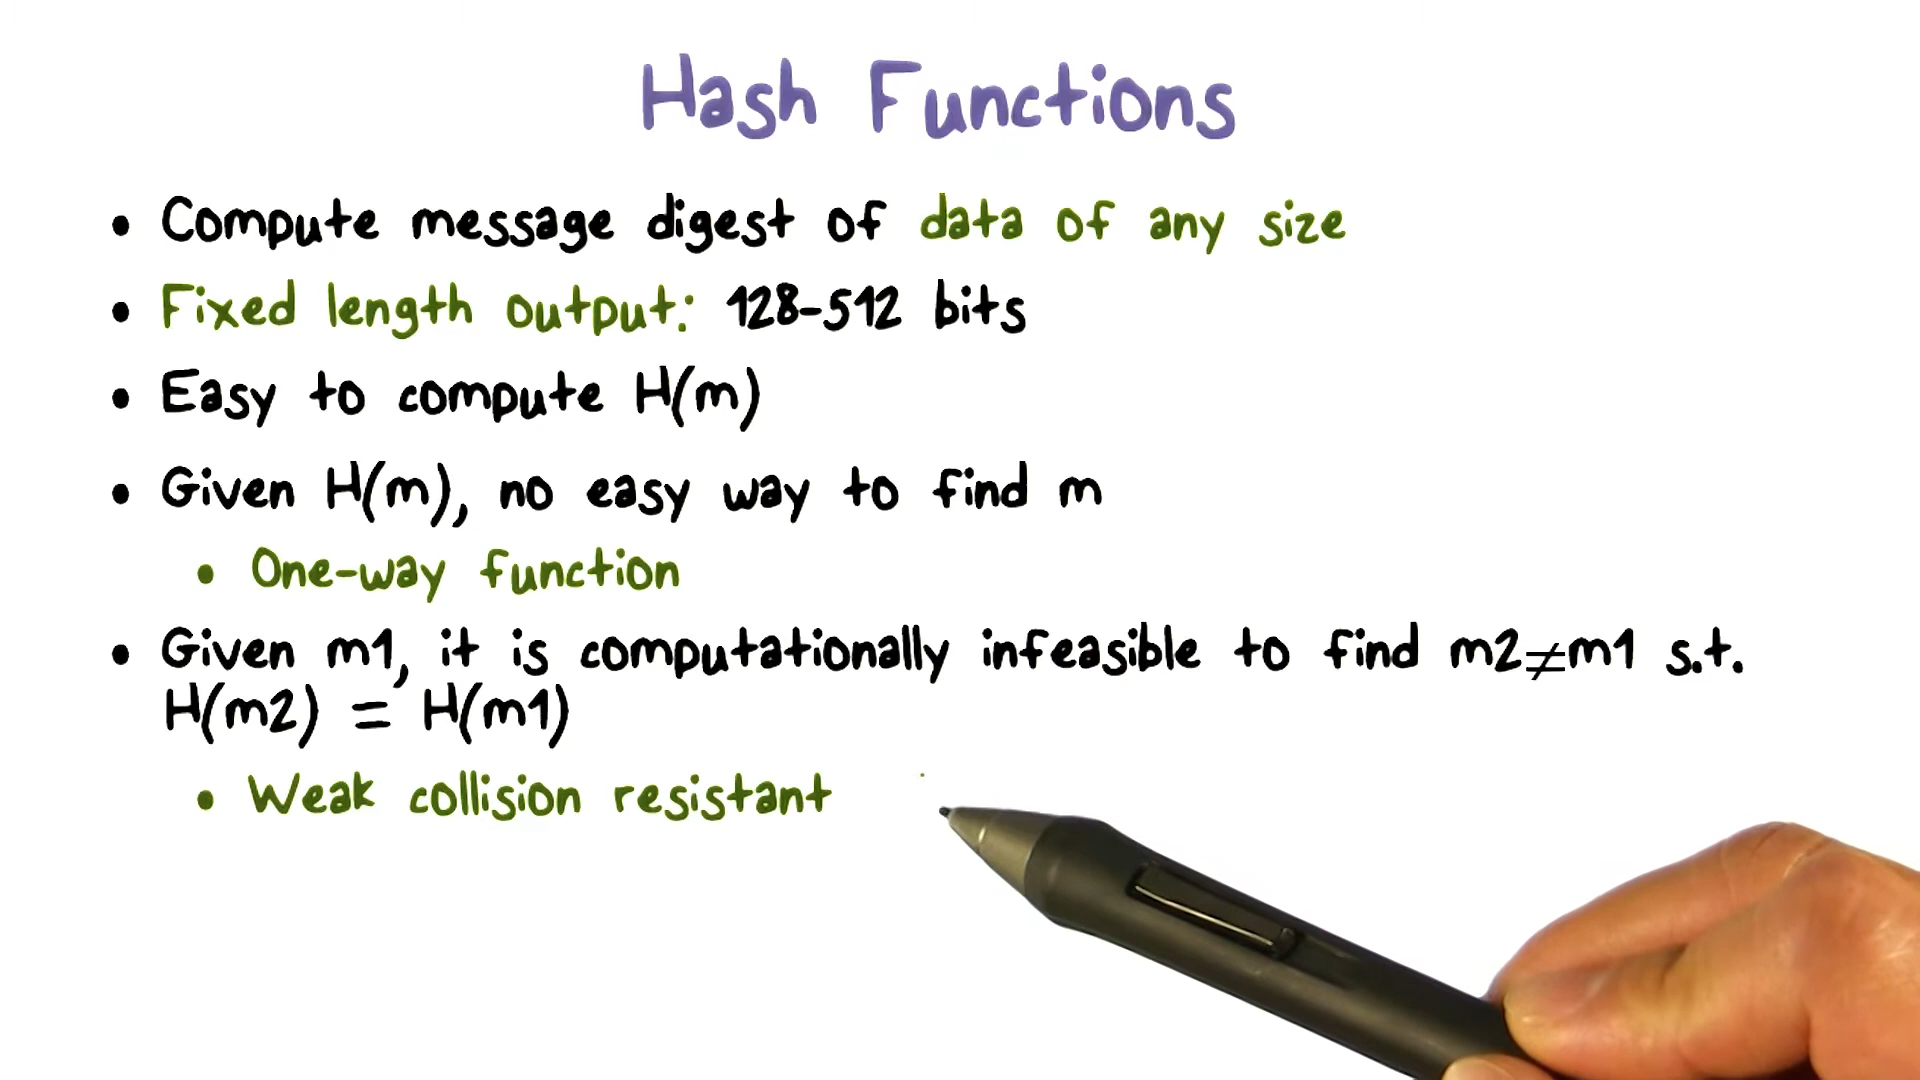 Hash Functions
• Compute message digest of data of any size
• Fixed length output: 128-512 bits
• Easy to compute H(m)
• Given H(m), no easy way to find m
• One-way function
• Given m1, it is computationally infeasible to find m2≠m1 s.t.
H(m2) = H(m1)
• Weak collision resistant